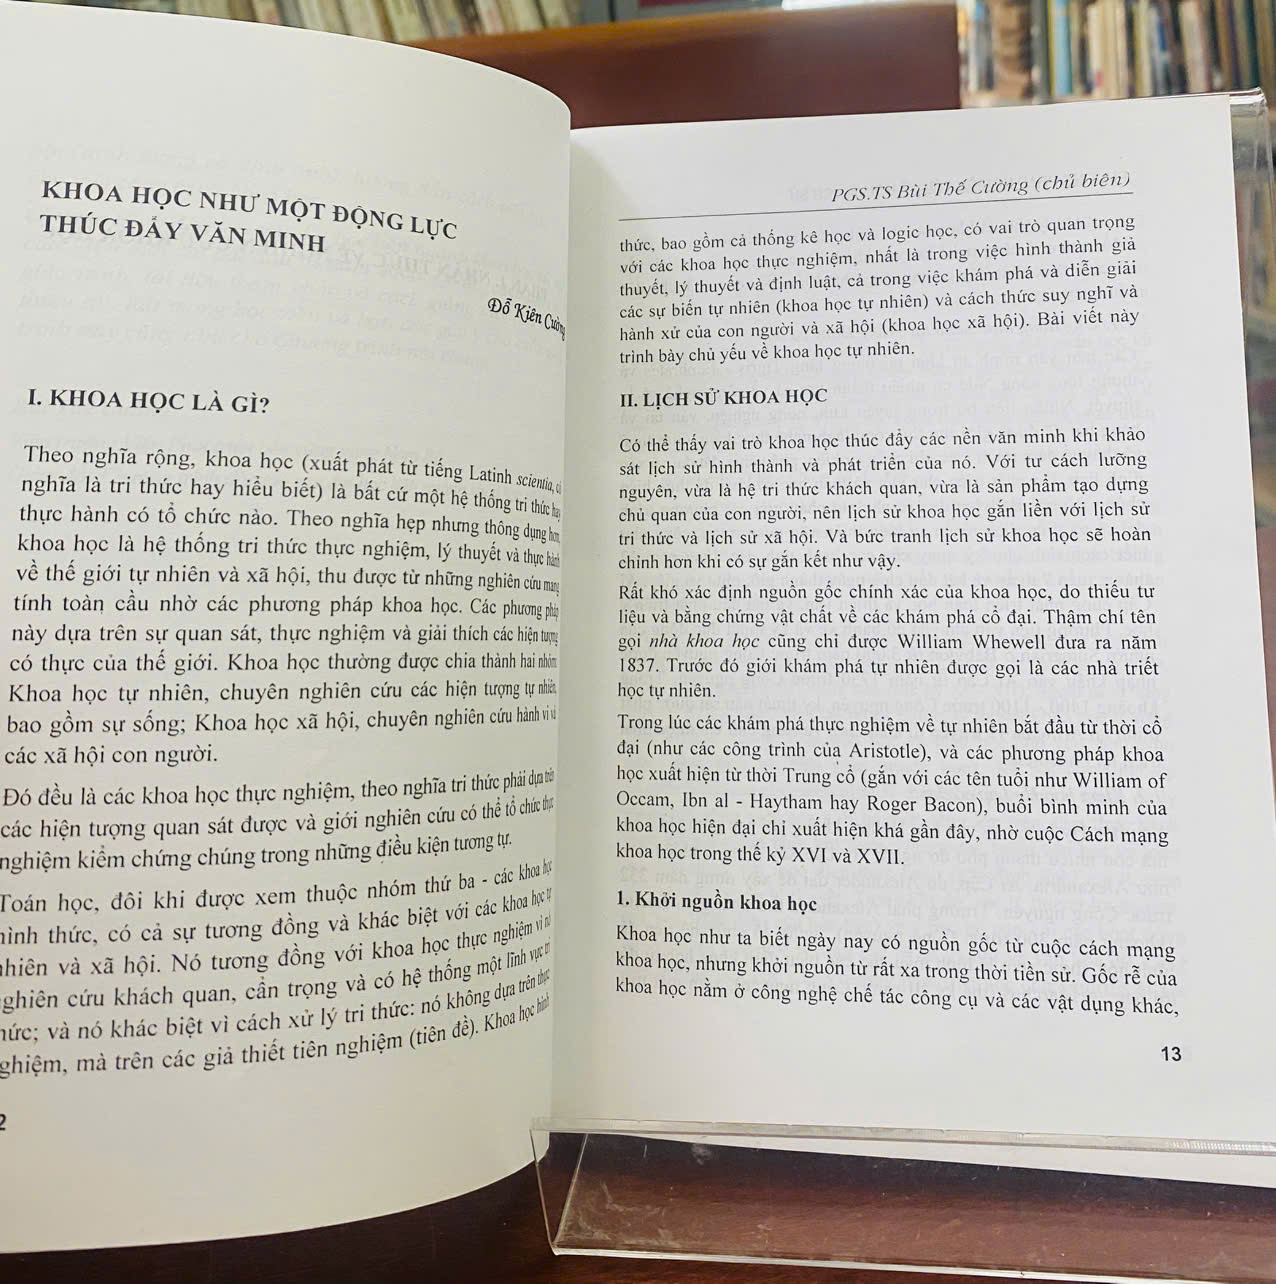 KHOA HỌC NHƯ MỘT ĐỘNG LỰC
THÚC ĐẨY VĂN MINH
Đỗ Kiên Cường
I. KHOA HỌC LÀ GÌ?
Theo nghĩa rộng, khoa học (xuất phát từ tiếng Latinh scientia, có
nghĩa là tri thức hay hiểu biết) là bất cứ một hệ thống tri thức hay
thực hành có tổ chức nào. Theo nghĩa hẹp nhưng thông dụng hơn,
khoa học là hệ thống tri thức thực nghiệm, lý thuyết và thực hành
về thế giới tự nhiên và xã hội, thu được từ những nghiên cứu mang
tính toàn cầu nhờ các phương pháp khoa học. Các phương pháp
này dựa trên sự quan sát, thực nghiệm và giải thích các hiện tượng
có thực của thế giới. Khoa học thường được chia thành hai nhóm
Khoa học tự nhiên, chuyên nghiên cứu các hiện tượng tự nhiên,
bao gồm sự sống; Khoa học xã hội, chuyên nghiên cứu hành vi và
các xã hội con người.
Đó đều là các khoa học thực nghiệm, theo nghĩa tri thức phải dựa trên
các hiện tượng quan sát được và giới nghiên cứu có thể tổ chức thực
nghiệm kiểm chứng chúng trong những điều kiện tương tự.
Toán học, đôi khi được xem thuộc nhóm thứ ba - các khoa học
hình thức, có cả sự tương đồng và khác biệt với các khoa học tự
nhiên và xã hội. Nó tương đồng với khoa học thực nghiệm vì nó
nghiên cứu khách quan, cẩn trọng và có hệ thống một lĩnh vực tri
thức; và nó khác biệt vì cách xử lý tri thức: nó không dựa trên thực
nghiệm, mà trên các giả thiết tiên nghiệm (tiên đề). Khoa học hình
2
PGS.TS Bùi Thế Cường (chủ biên)
thức, bao gồm cả thống kê học và logic học, có vai trò quan trọng
với các khoa học thực nghiệm, nhất là trong việc hình thành giả
thuyết, lý thuyết và định luật, cả trong việc khám phá và diễn giải
các sự biến tự nhiên (khoa học tự nhiên) và cách thức suy nghĩ và
hành xử của con người và xã hội (khoa học xã hội). Bài viết này
trình bày chủ yếu về khoa học tự nhiên.
II. LỊCH SỬ KHOA HỌC
Có thể thấy vai trò khoa học thúc đẩy các nền văn minh khi khảo
sát lịch sử hình thành và phát triển của nó. Với tư cách lưỡng
nguyên, vừa là hệ tri thức khách quan, vừa là sản phẩm tạo dựng
chủ quan của con người, nên lịch sử khoa học gắn liền với lịch sử
tri thức và lịch sử xã hội. Và bức tranh lịch sử khoa học sẽ hoàn
chỉnh hơn khi có sự gắn kết như vậy.
Rất khó xác định nguồn gốc chính xác của khoa học, do thiếu tư
liệu và bằng chứng vật chất về các khám phá cổ đại. Thậm chí tên
gọi nhà khoa học cũng chỉ được William Whewell đưa ra năm
1837. Trước đó giới khám phá tự nhiên được gọi là các nhà triết
học tự nhiên.
Trong lúc các khám phá thực nghiệm về tự nhiên bắt đầu từ thời cổ
đại (như các công trình của Aristotle), và các phương pháp khoa
học xuất hiện từ thời Trung cổ (gắn với các tên tuổi như William of
Occam, Ibn al - Haytham hay Roger Bacon), buổi bình minh của
khoa học hiện đại chỉ xuất hiện khá gần đây, nhờ cuộc Cách mạng
khoa học trong thế kỷ XVI và XVII.
1. Khởi nguồn khoa học
Khoa học như ta biết ngày nay có nguồn gốc từ cuộc cách mạng
khoa học, nhưng khởi nguồn từ rất xa trong thời tiền sử. Gốc rễ của
khoa học nằm ở công nghệ chế tác công cụ và các vật dụng khác,
13